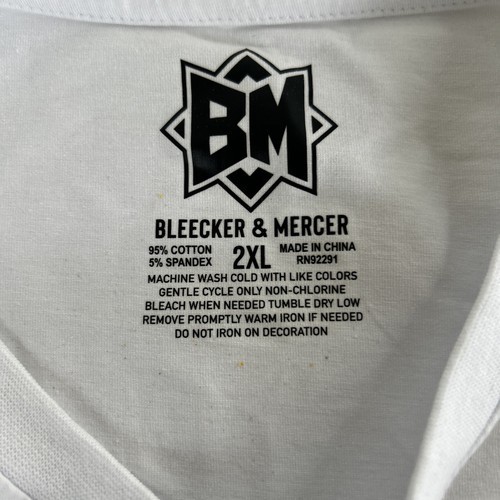 BM
BLEECKER & MERCER
95% COTTON 2XL MADE IN CHINA
5% SPANDEX RN92291
MACHINE WASH COLD WITH LIKE COLORS
GENTLE CYCLE ONLY NON-CHLORINE
BLEACH WHEN NEEDED TUMBLE DRY LOW
REMOVE PROMPTLY WARM IRON IF NEEDED
DO NOT IRON ON DECORATION